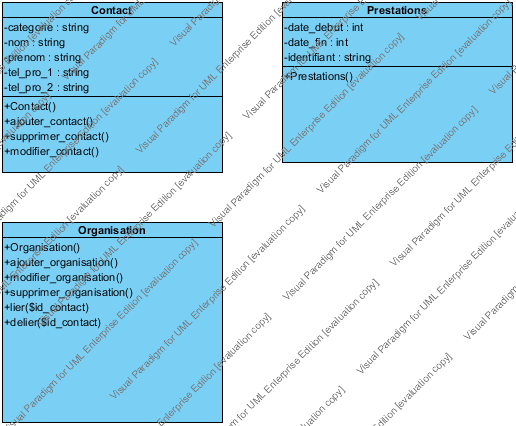 Contact
-categorie : string
-nom : string
-prenom : string
-tel_pro_1 : string
-tel_pro_2 : string
+Contact()
+ajouter_contact()
+supprimer_contact()
+modifier_contact()
Prestations
-date_debut : int
-date_fin : int
-identifiant : string
+Prestations()
Organisation
+Organisation()
+ajouter_organisation()
+modifier_organisation()
+supprimer_organisation()
+lier($id_contact)
+delier($id_contact)
Visual Paradigm for UML Enterprise Edition [evaluation copy]